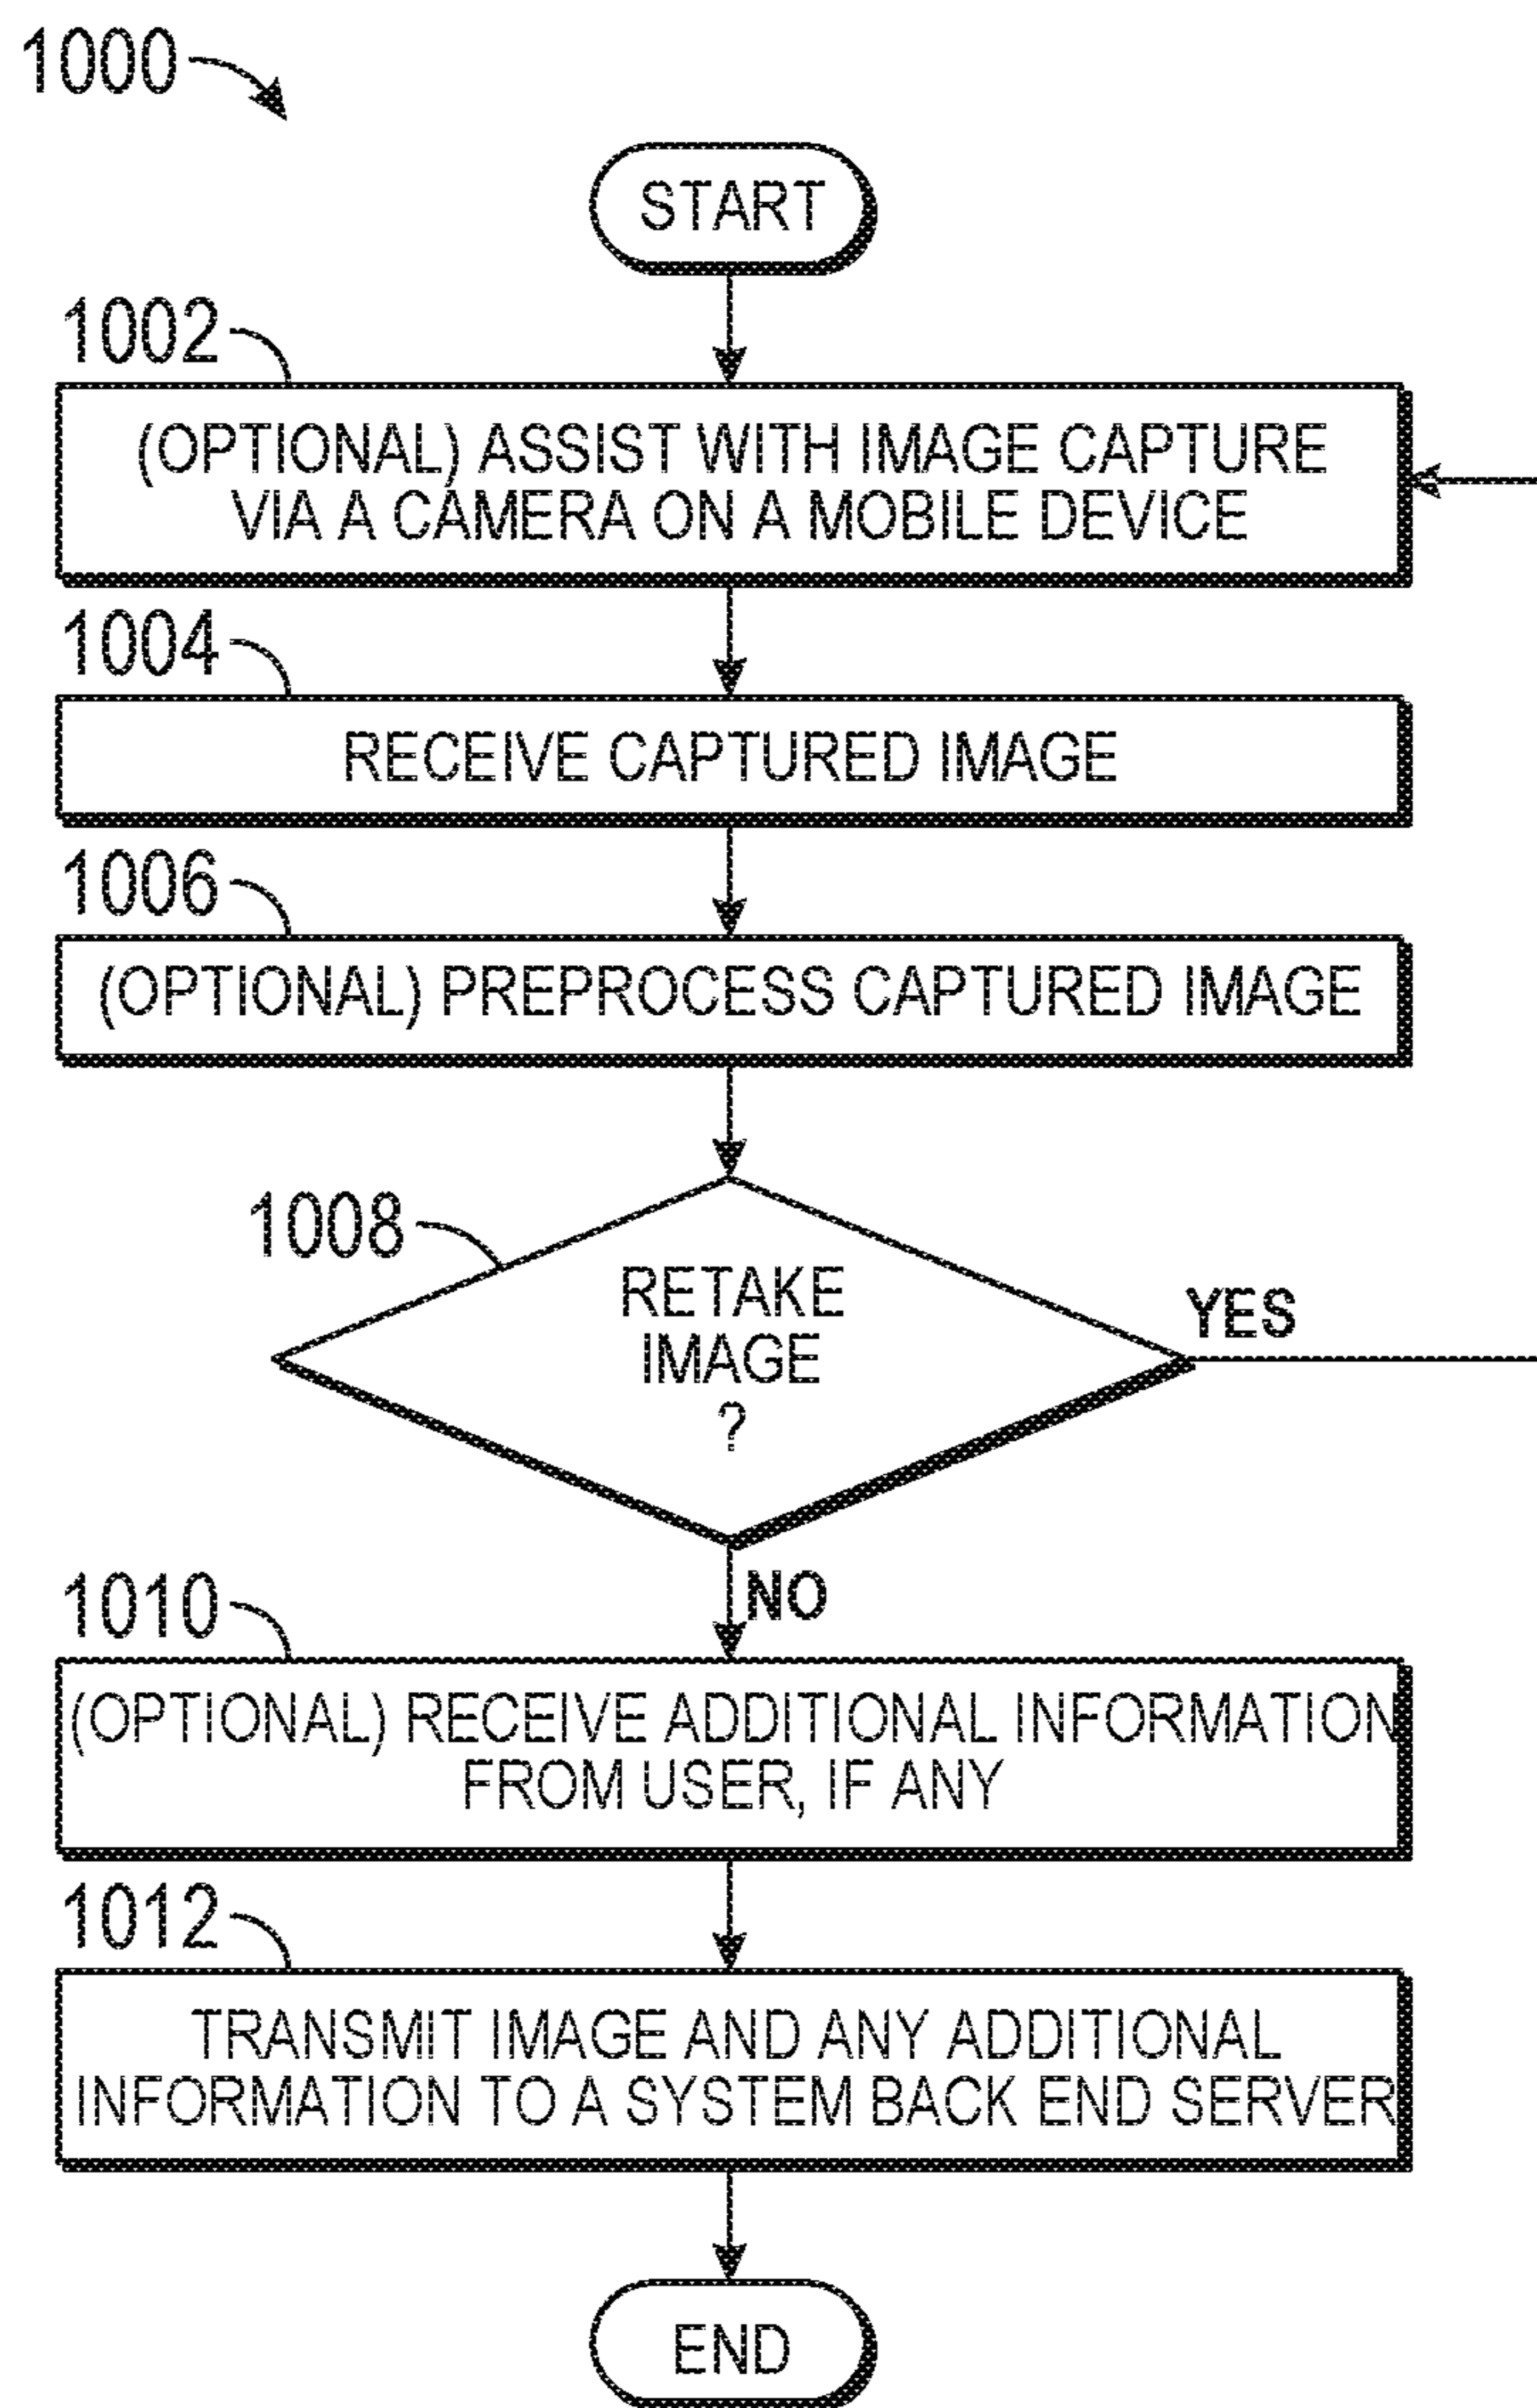 1000
START
1002
(OPTIONAL) ASSIST WITH IMAGE CAPTURE
VIA A CAMERA ON A MOBILE DEVICE
1004
RECEIVE CAPTURED IMAGE
1006
(OPTIONAL) PREPROCESS CAPTURED IMAGE
1008
RETAKE
IMAGE
?
YES
NO
1010
(OPTIONAL) RECEIVE ADDITIONAL INFORMATION
FROM USER, IF ANY
1012
TRANSMIT IMAGE AND ANY ADDITIONAL
INFORMATION TO A SYSTEM BACK END SERVER
END